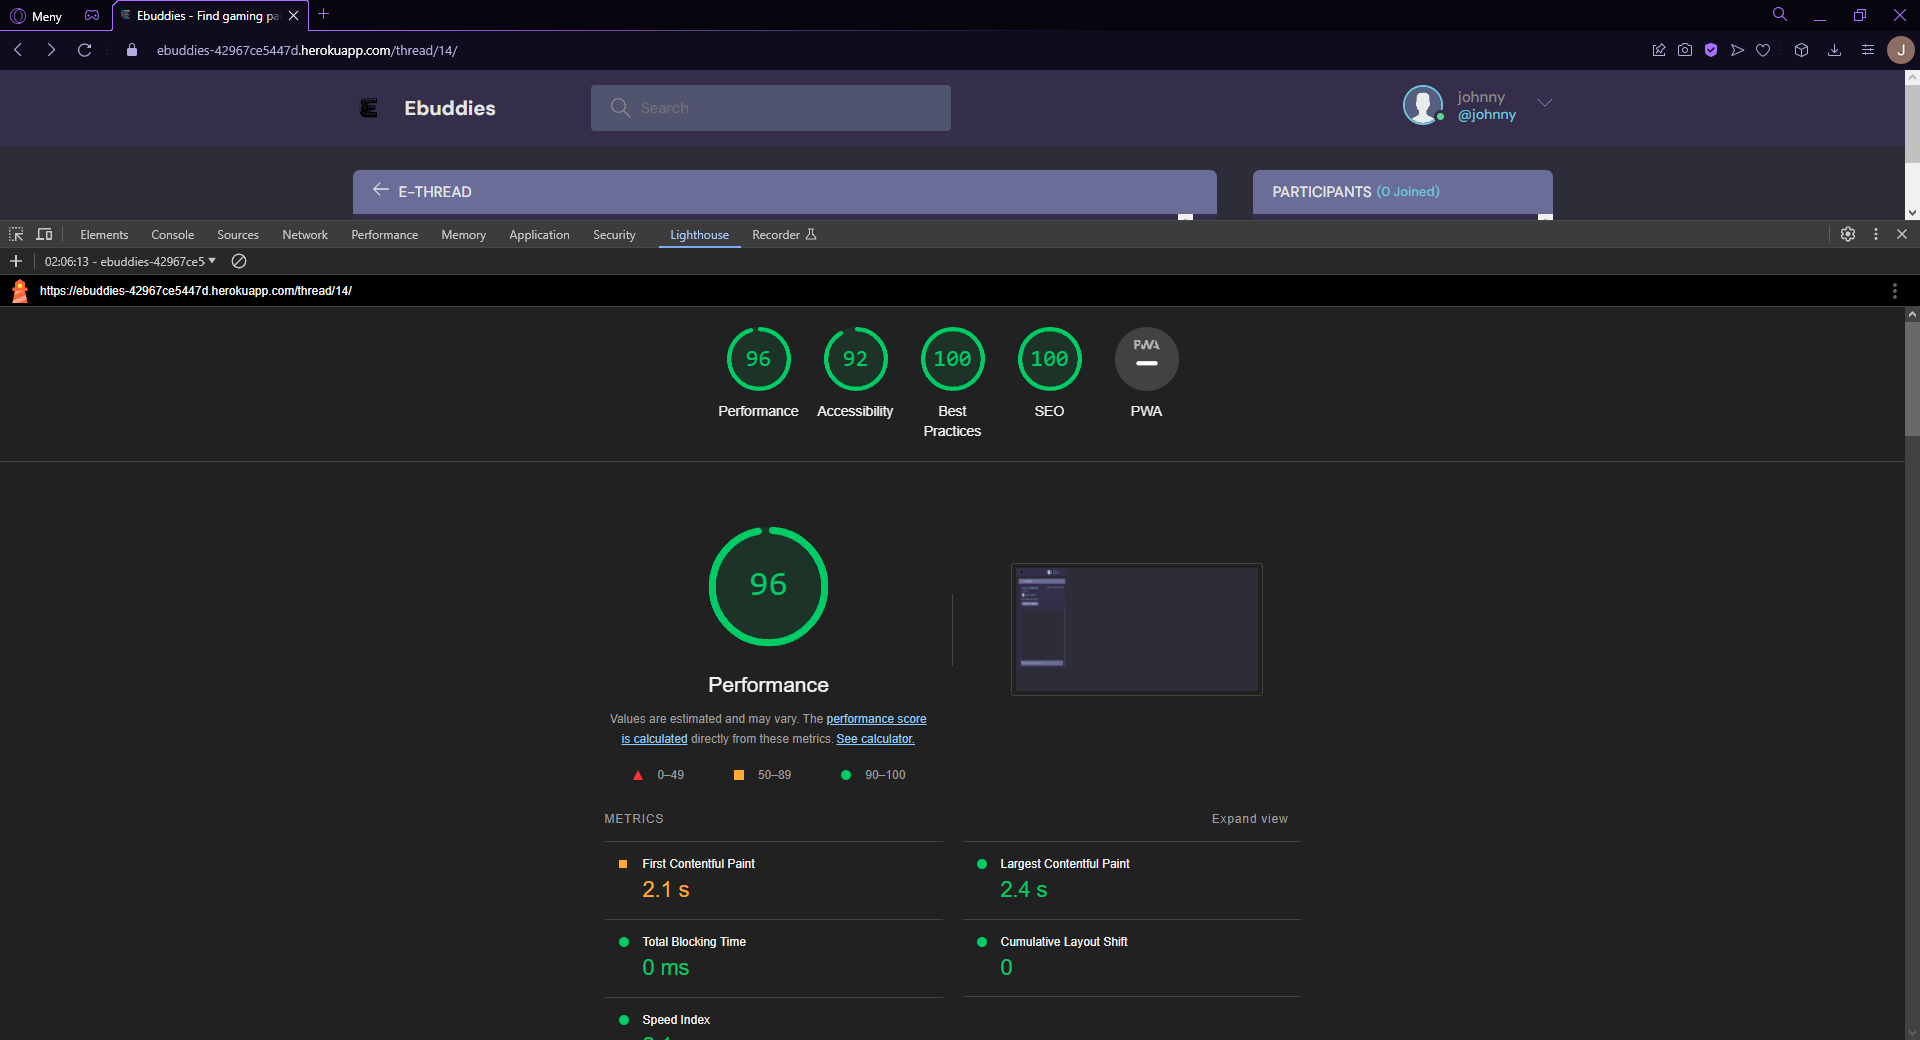 Meny
Ebuddies - Find gaming pa
ebuddies-42967ce5447d.herokuapp.com/thread/14/
J
Ebuddies
Search
johnny
@johnny
E-THREAD
PARTICIPANTS (0 Joined)
Elements Console Sources Network Performance Memory Application Security Lighthouse Recorder
02:06:13 - ebuddies-42967ce5
https://ebuddies-42967ce5447d.herokuapp.com/thread/14/
96 92 100 100 PWA
Performance Accessibility Best Practices SEO PWA
96
Performance
Values are estimated and may vary. The performance score
is calculated directly from these metrics. See calculator.
0–49 50–89 90–100
METRICS Expand view
First Contentful Paint
2.1 s
Largest Contentful Paint
2.4 s
Total Blocking Time
0 ms
Cumulative Layout Shift
0
Speed Index